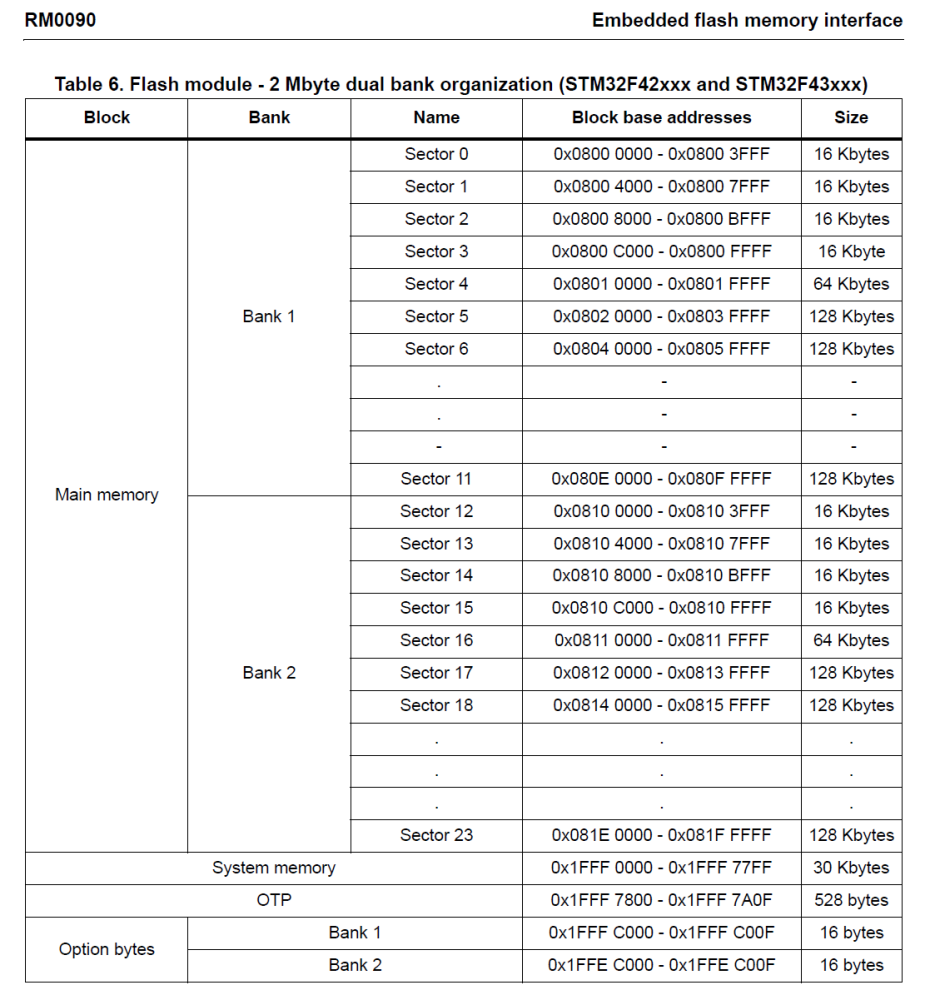 RM0090 Embedded flash memory interface
Table 6. Flash module - 2 Mbyte dual bank organization (STM32F42xxx and STM32F43xxx)
Block Bank Name Block base addresses Size
Sector 0 0x0800 0000 - 0x0800 3FFF 16 Kbytes
Sector 1 0x0800 4000 - 0x0800 7FFF 16 Kbytes
Sector 2 0x0800 8000 - 0x0800 BFFF 16 Kbytes
Sector 3 0x0800 C000 - 0x0800 FFFF 16 Kbyte
Sector 4 0x0801 0000 - 0x0801 FFFF 64 Kbytes
Bank 1 Sector 5 0x0802 0000 - 0x0803 FFFF 128 Kbytes
Sector 6 0x0804 0000 - 0x0805 FFFF 128 Kbytes
. - -
. - -
- - -
Sector 11 0x080E 0000 - 0x080F FFFF 128 Kbytes
Main memory
Sector 12 0x0810 0000 - 0x0810 3FFF 16 Kbytes
Sector 13 0x0810 4000 - 0x0810 7FFF 16 Kbytes
Sector 14 0x0810 8000 - 0x0810 BFFF 16 Kbytes
Sector 15 0x0810 C000 - 0x0810 FFFF 16 Kbytes
Sector 16 0x0811 0000 - 0x0811 FFFF 64 Kbytes
Bank 2 Sector 17 0x0812 0000 - 0x0813 FFFF 128 Kbytes
Sector 18 0x0814 0000 - 0x0815 FFFF 128 Kbytes
. . .
. . .
. . .
Sector 23 0x081E 0000 - 0x081F FFFF 128 Kbytes
System memory 0x1FFF 0000 - 0x1FFF 77FF 30 Kbytes
OTP 0x1FFF 7800 - 0x1FFF 7A0F 528 bytes
Option bytes
Bank 1 0x1FFF C000 - 0x1FFF C00F 16 bytes
Bank 2 0x1FFE C000 - 0x1FFE C00F 16 bytes